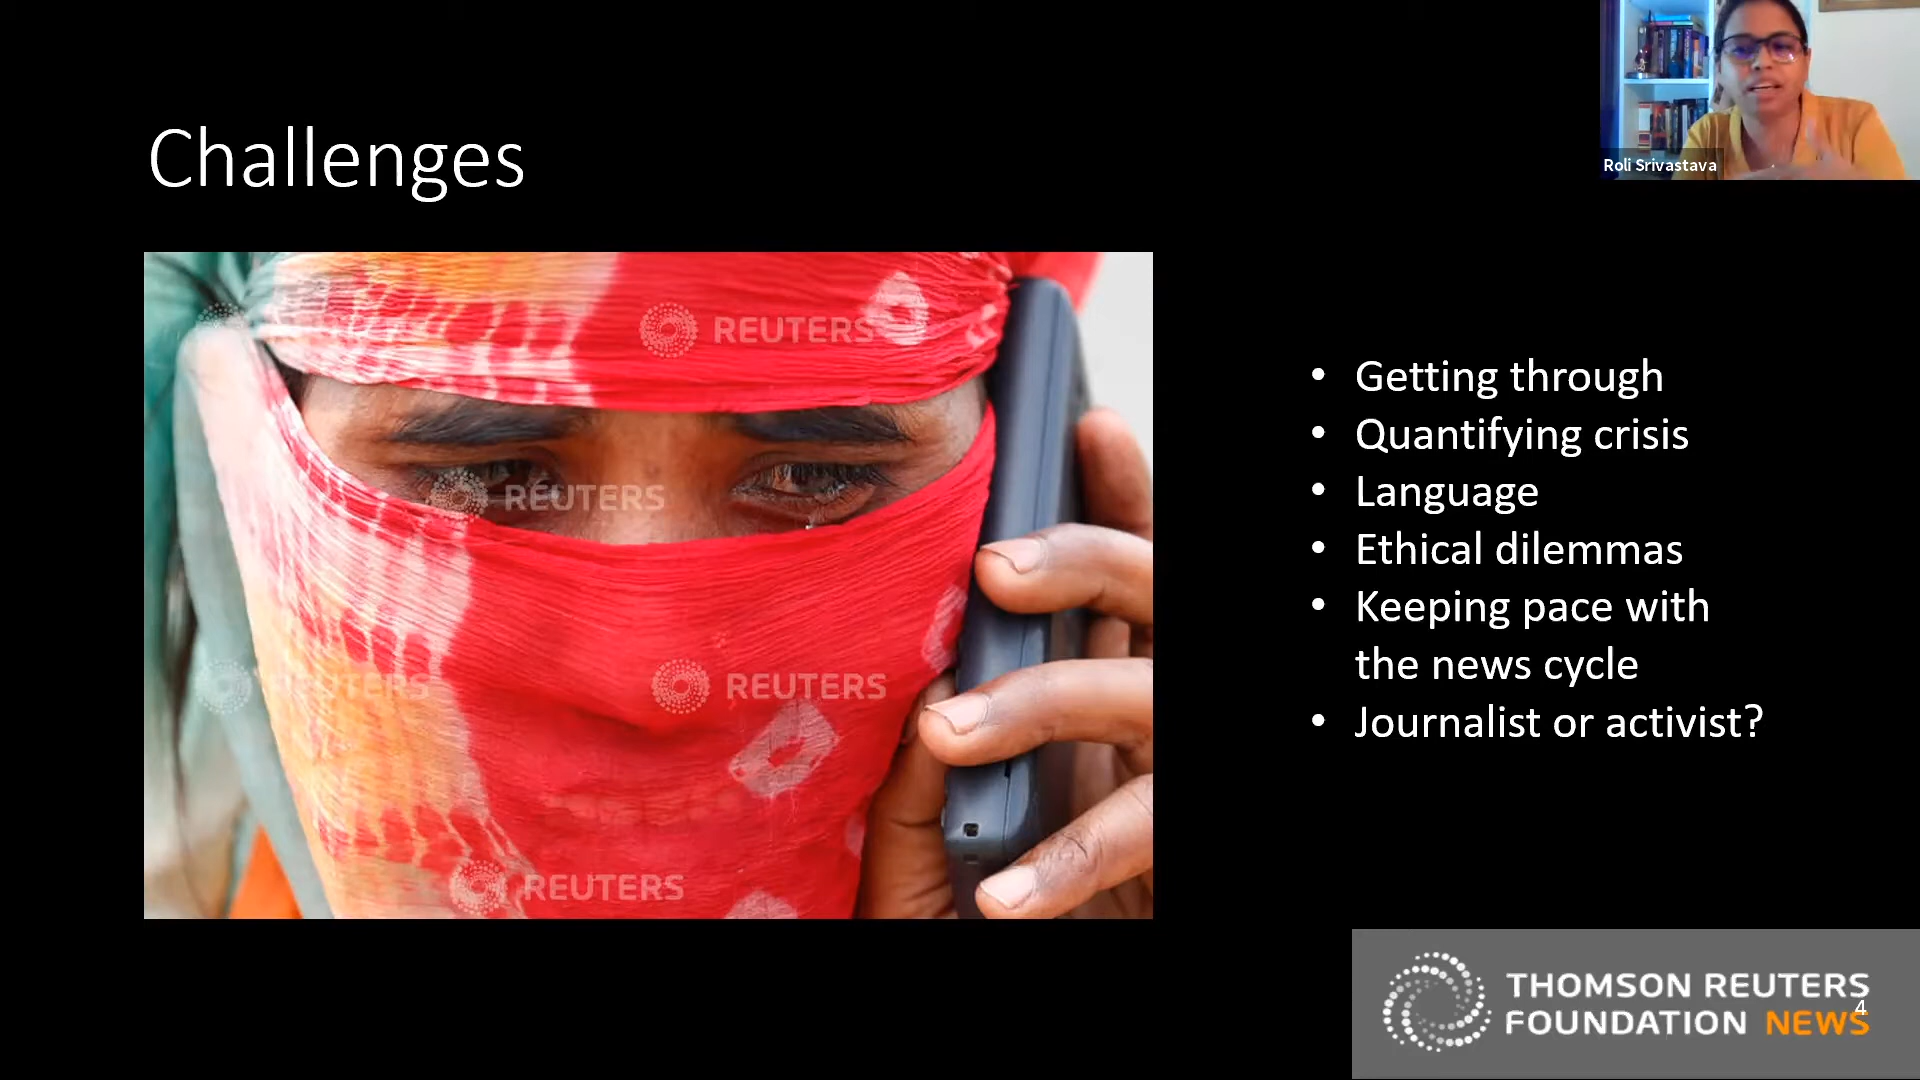 Challenges
Roli Srivastava
REUTERS
REUTERS
REUTERS
REUTERS
REUTERS
• Getting through
• Quantifying crisis
• Language
• Ethical dilemmas
• Keeping pace with
the news cycle
• Journalist or activist?
THOMSON REUTERS
FOUNDATION NEWS
4